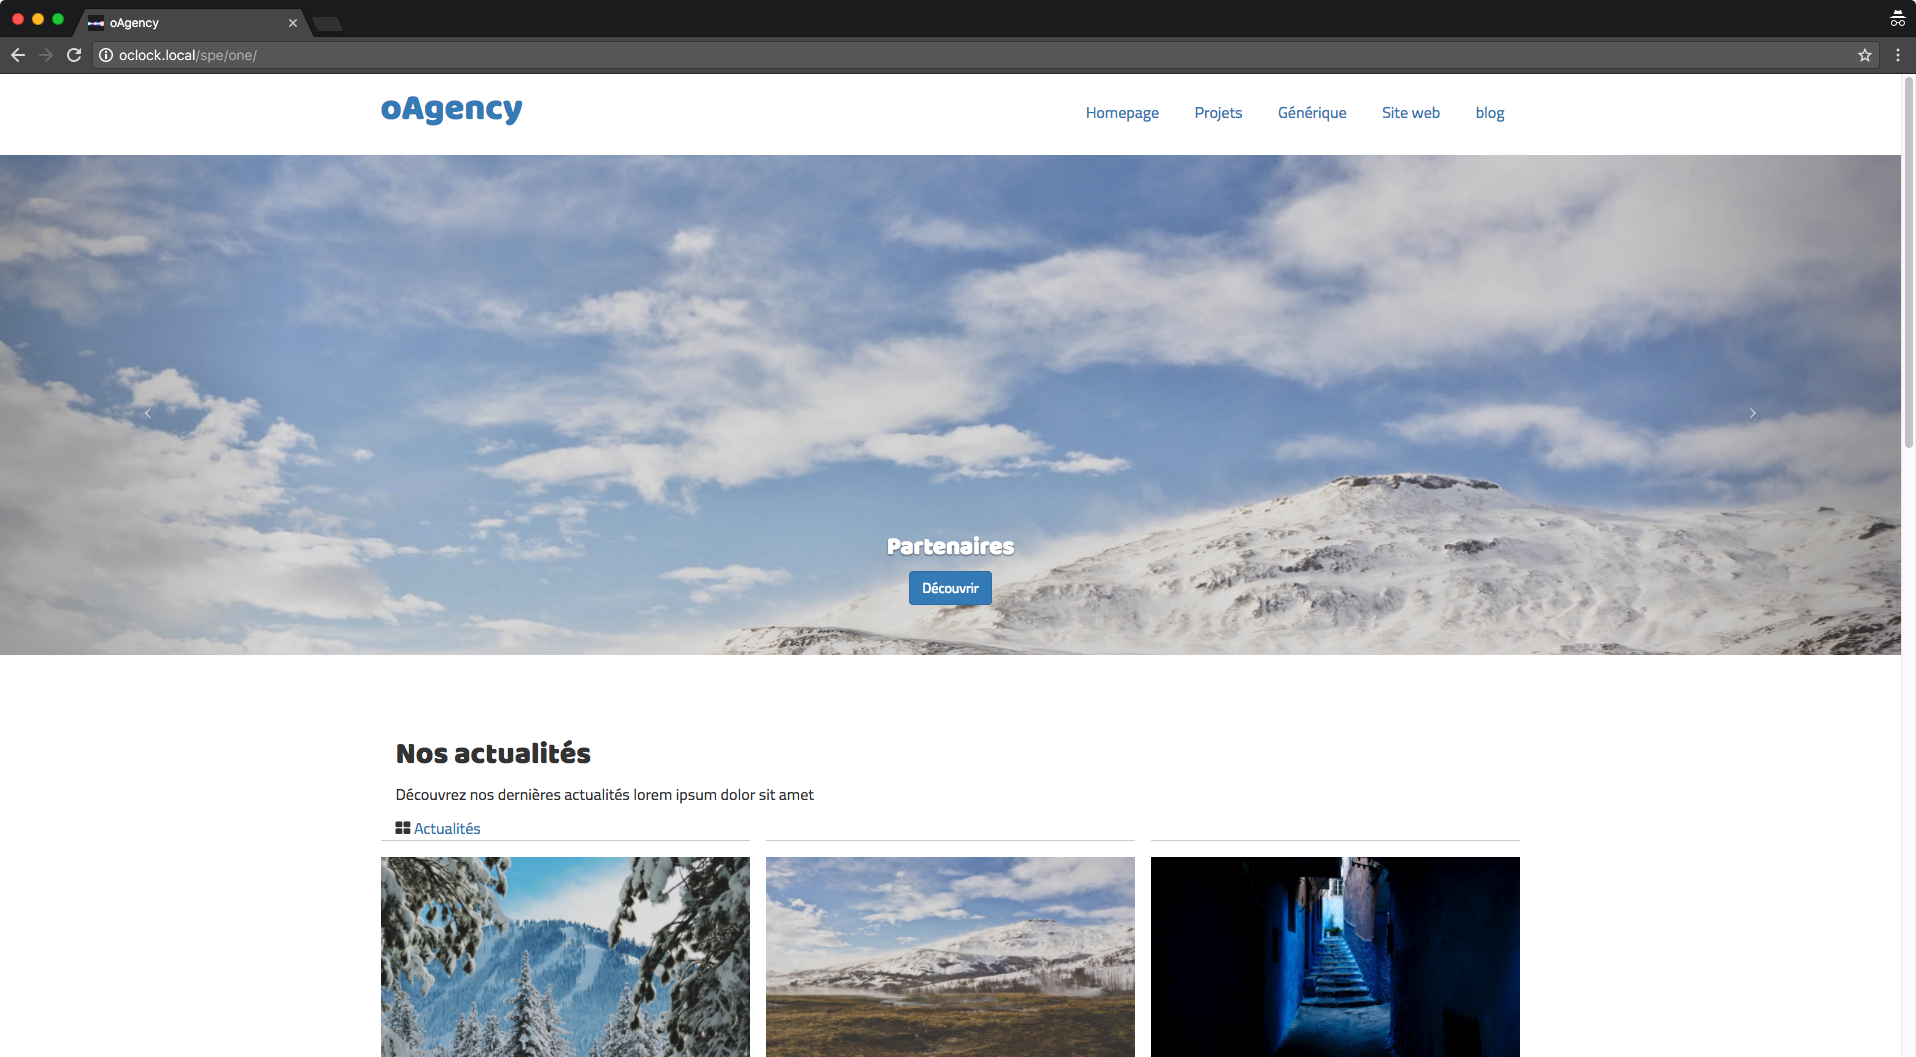 oAgency
oclock.local/spe/one/
oAgency
Homepage Projets Générique Site web blog
Partenaires
Découvrir
Nos actualités
Découvrez nos dernières actualités lorem ipsum dolor sit amet
Actualités